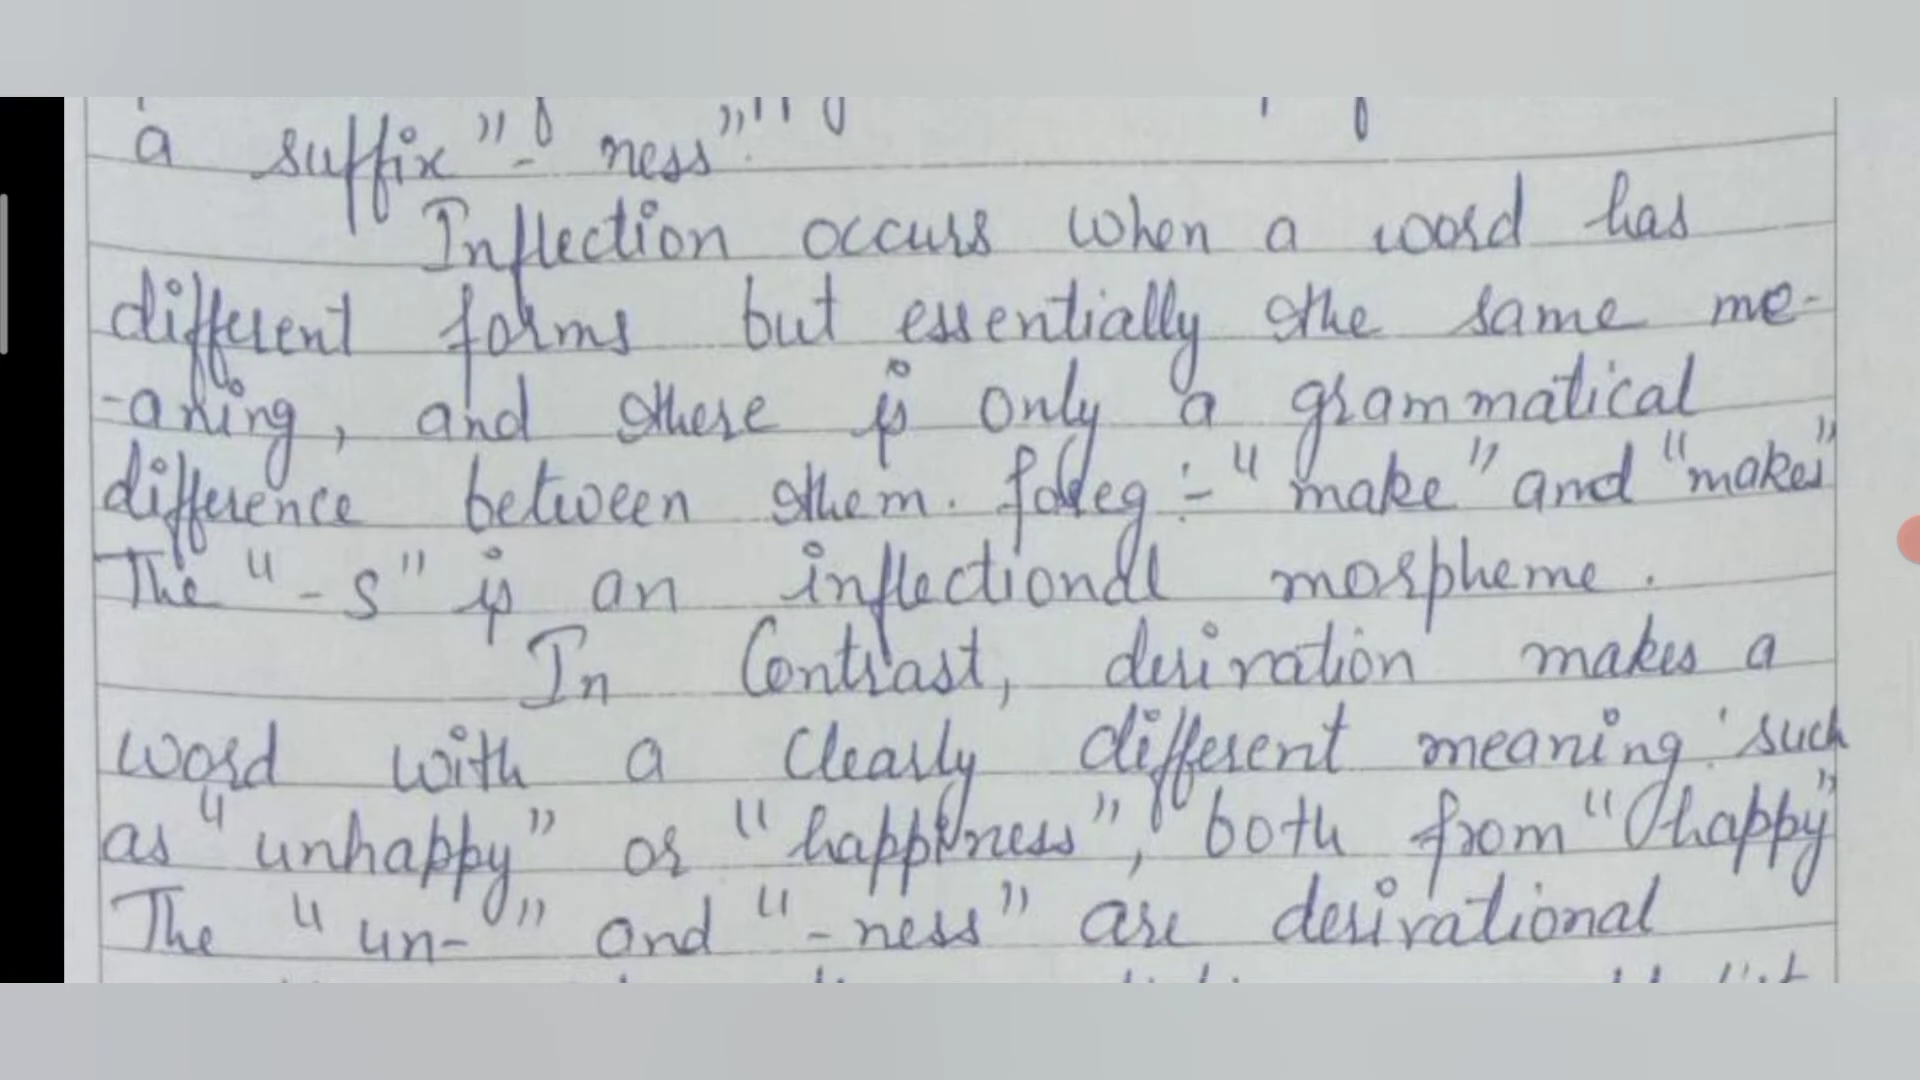 a suffix "- ness".
Inflection occurs when a word has
different forms but essentially the same me-
-aning, and there is only a grammatical
difference between them. for eg :- "make" and "makes"
The "-s" is an inflectional morpheme.
In Contrast, derivation makes a
word with a clearly different meaning : such
as "unhappy" or "happiness", both from "happy"
The "un-" and "-ness" are derivational